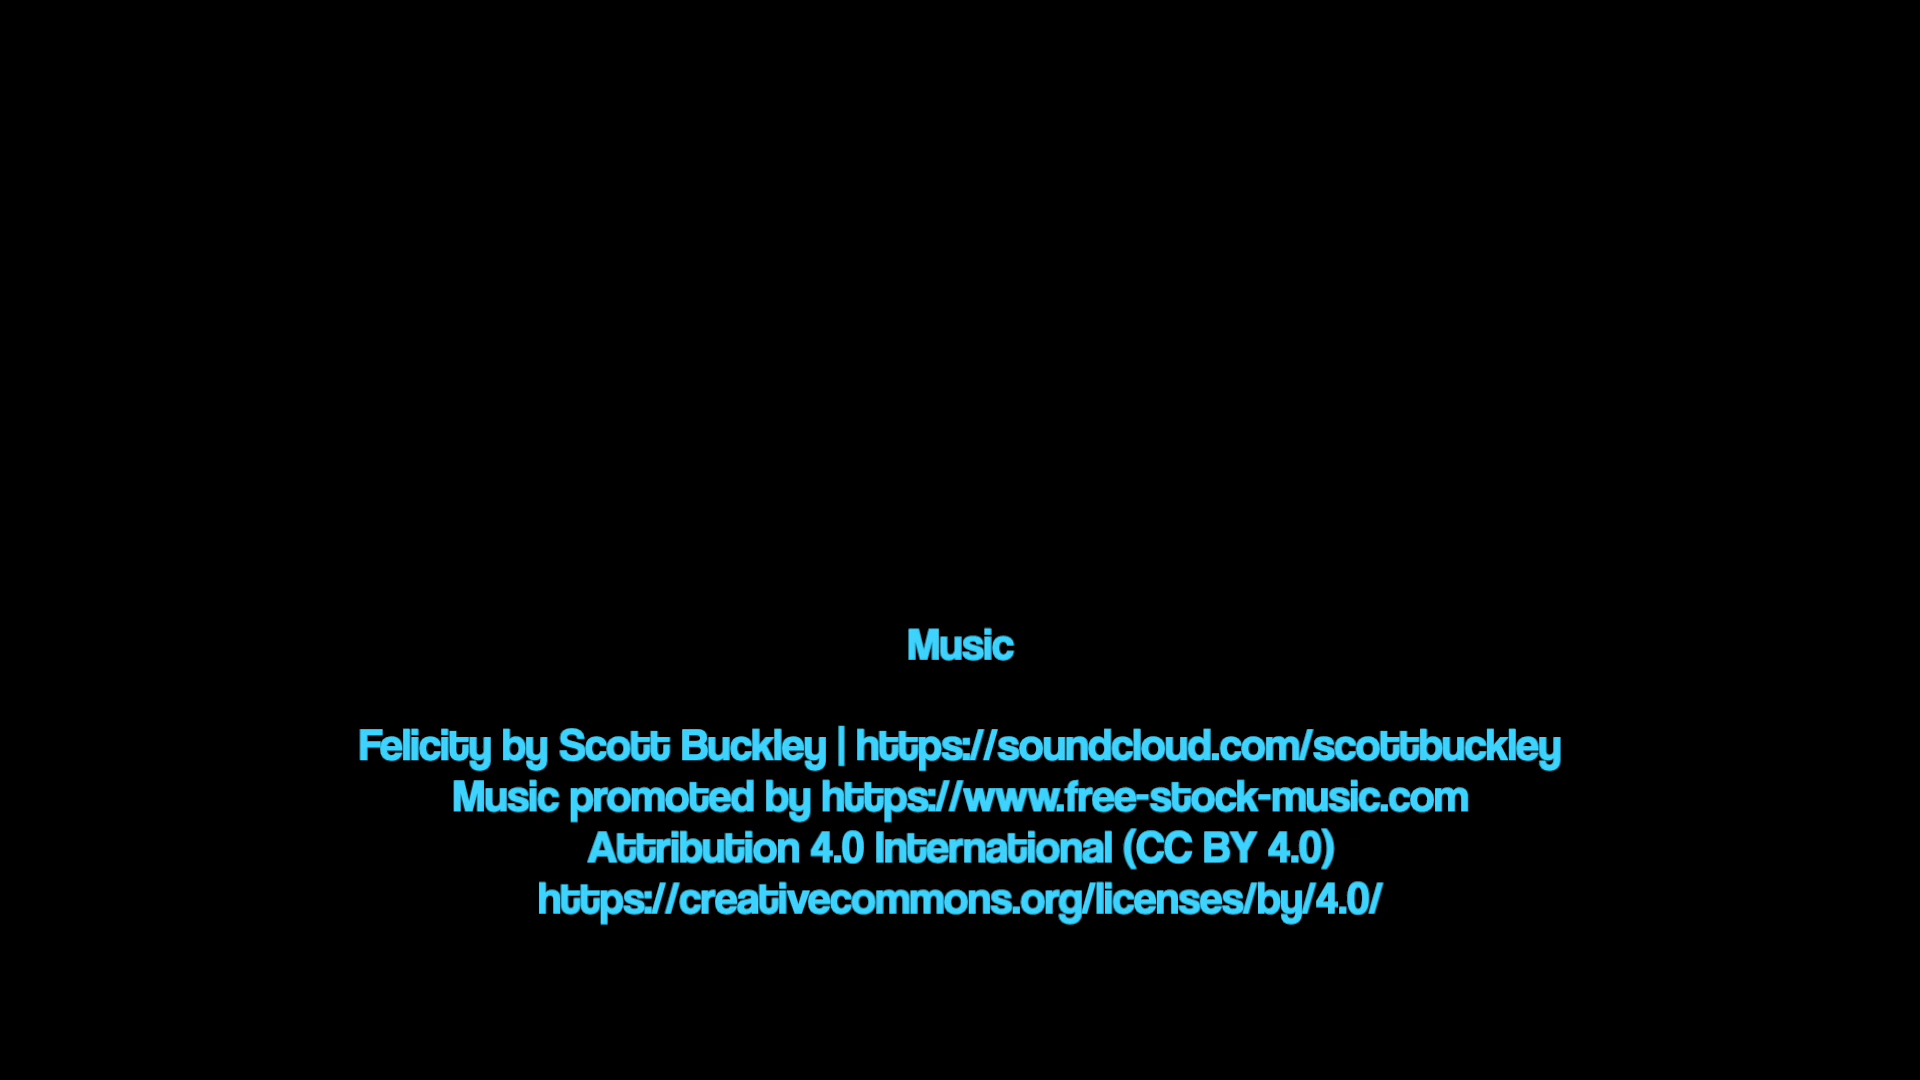 Music
Felicity by Scott Buckley | https://soundcloud.com/scottbuckley
Music promoted by https://www.free-stock-music.com
Attribution 4.0 International (CC BY 4.0)
https://creativecommons.org/licenses/by/4.0/